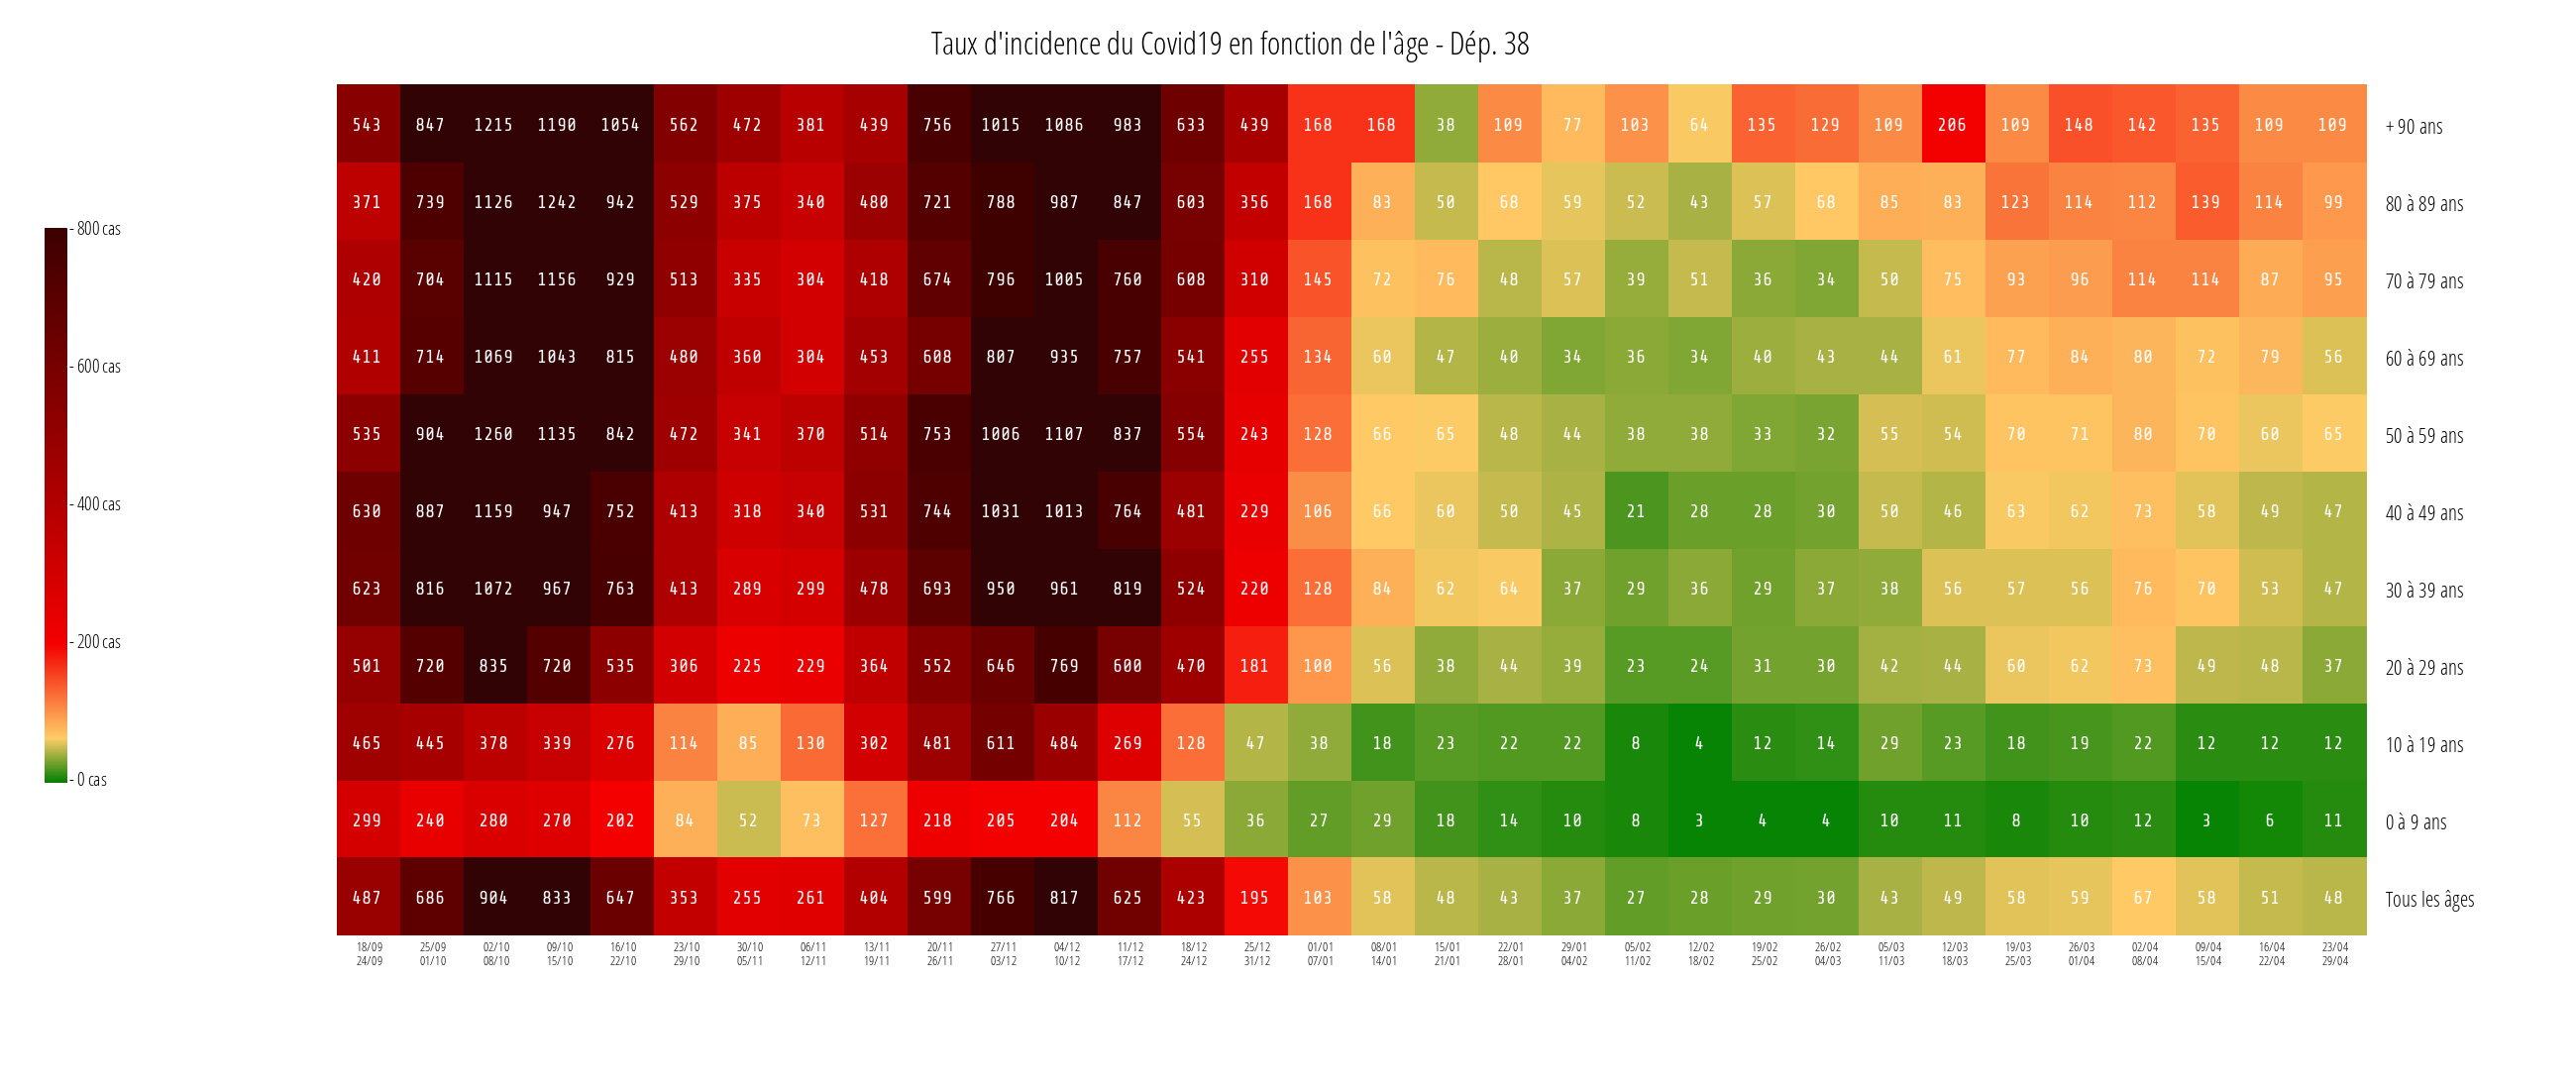 Taux d'incidence du Covid19 en fonction de l'âge - Dép. 38
- 800 cas
- 600 cas
- 400 cas
- 200 cas
- 0 cas
543 847 1215 1190 1054 562 472 381 439 756 1015 1086 983 633 439 168 168 38 109 77 103 64 135 129 109 206 109 148 142 135 109 109 + 90 ans
371 739 1126 1242 942 529 375 340 480 721 788 987 847 603 356 168 83 50 68 59 52 43 57 68 85 83 123 114 112 139 114 99 80 à 89 ans
420 704 1115 1156 929 513 335 304 418 674 796 1005 760 608 310 145 72 76 48 57 39 51 36 34 50 75 93 96 114 114 87 95 70 à 79 ans
411 714 1069 1043 815 480 360 304 453 608 807 935 757 541 255 134 60 47 40 34 36 34 40 43 44 61 77 84 80 72 79 56 60 à 69 ans
535 904 1260 1135 842 472 341 370 514 753 1006 1107 837 554 243 128 66 65 48 44 38 38 33 32 55 54 70 71 80 70 60 65 50 à 59 ans
630 887 1159 947 752 413 318 340 531 744 1031 1013 764 481 229 106 66 60 50 45 21 28 28 30 50 46 63 62 73 58 49 47 40 à 49 ans
623 816 1072 967 763 413 289 299 478 693 950 961 819 524 220 128 84 62 64 37 29 36 29 37 38 56 57 56 76 70 53 47 30 à 39 ans
501 720 835 720 535 306 225 229 364 552 646 769 600 470 181 100 56 38 44 39 23 24 31 30 42 44 60 62 73 49 48 37 20 à 29 ans
465 445 378 339 276 114 85 130 302 481 611 484 269 128 47 38 18 23 22 22 8 4 12 14 29 23 18 19 22 12 12 12 10 à 19 ans
299 240 280 270 202 84 52 73 127 218 205 204 112 55 36 27 29 18 14 10 8 3 4 4 10 11 8 10 12 3 6 11 0 à 9 ans
487 686 904 833 647 353 255 261 404 599 766 817 625 423 195 103 58 48 43 37 27 28 29 30 43 49 58 59 67 58 51 48 Tous les âges
18/09 25/09 02/10 09/10 16/10 23/10 30/10 06/11 13/11 20/11 27/11 04/12 11/12 18/12 25/12 01/01 08/01 15/01 22/01 29/01 05/02 12/02 19/02 26/02 05/03 12/03 19/03 26/03 02/04 09/04 16/04 23/04
24/09 01/10 08/10 15/10 22/10 29/10 05/11 12/11 19/11 26/11 03/12 10/12 17/12 24/12 31/12 07/01 14/01 21/01 28/01 04/02 11/02 18/02 25/02 04/03 11/03 18/03 25/03 01/04 08/04 15/04 22/04 29/04